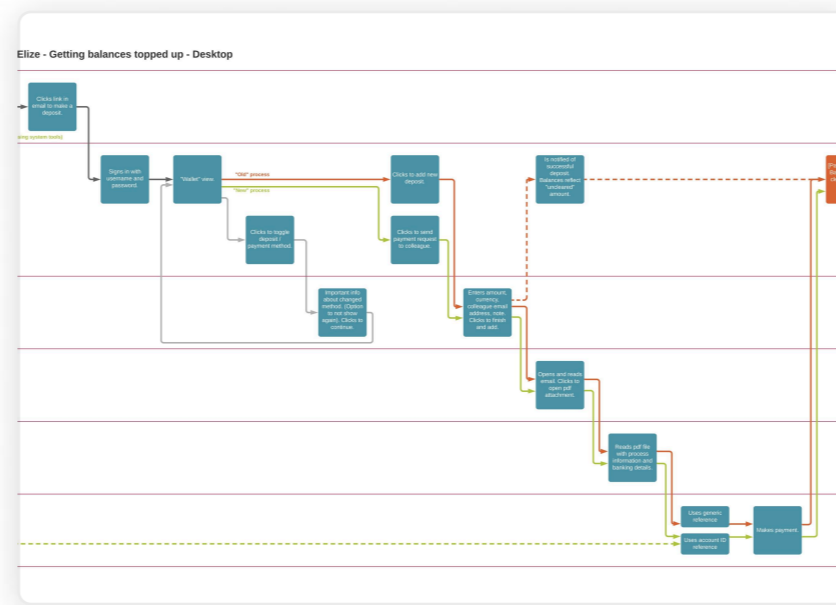 Elize - Getting balances topped up - Desktop
Clicks link in
email to make a
deposit.
king system tools)
Signs in with
username and
password.
"Wallet" view.
"Old" process
"New" process
Clicks to add new
deposit.
Is notified of
successful
deposit.
Balances reflect
"uncleared"
amount.
Clicks to toggle
deposit /
payment method.
Clicks to send
payment request
to colleague.
Important info
about changed
method. (Option
to not show
again). Clicks to
continue.
Enters amount,
currency,
colleague email
address, note.
Clicks to finish
and add.
Opens and reads
email. Clicks to
open pdf
attachment.
Reads pdf file
with process
information and
banking details.
Uses generic
reference
Uses account ID
reference
Makes payment.